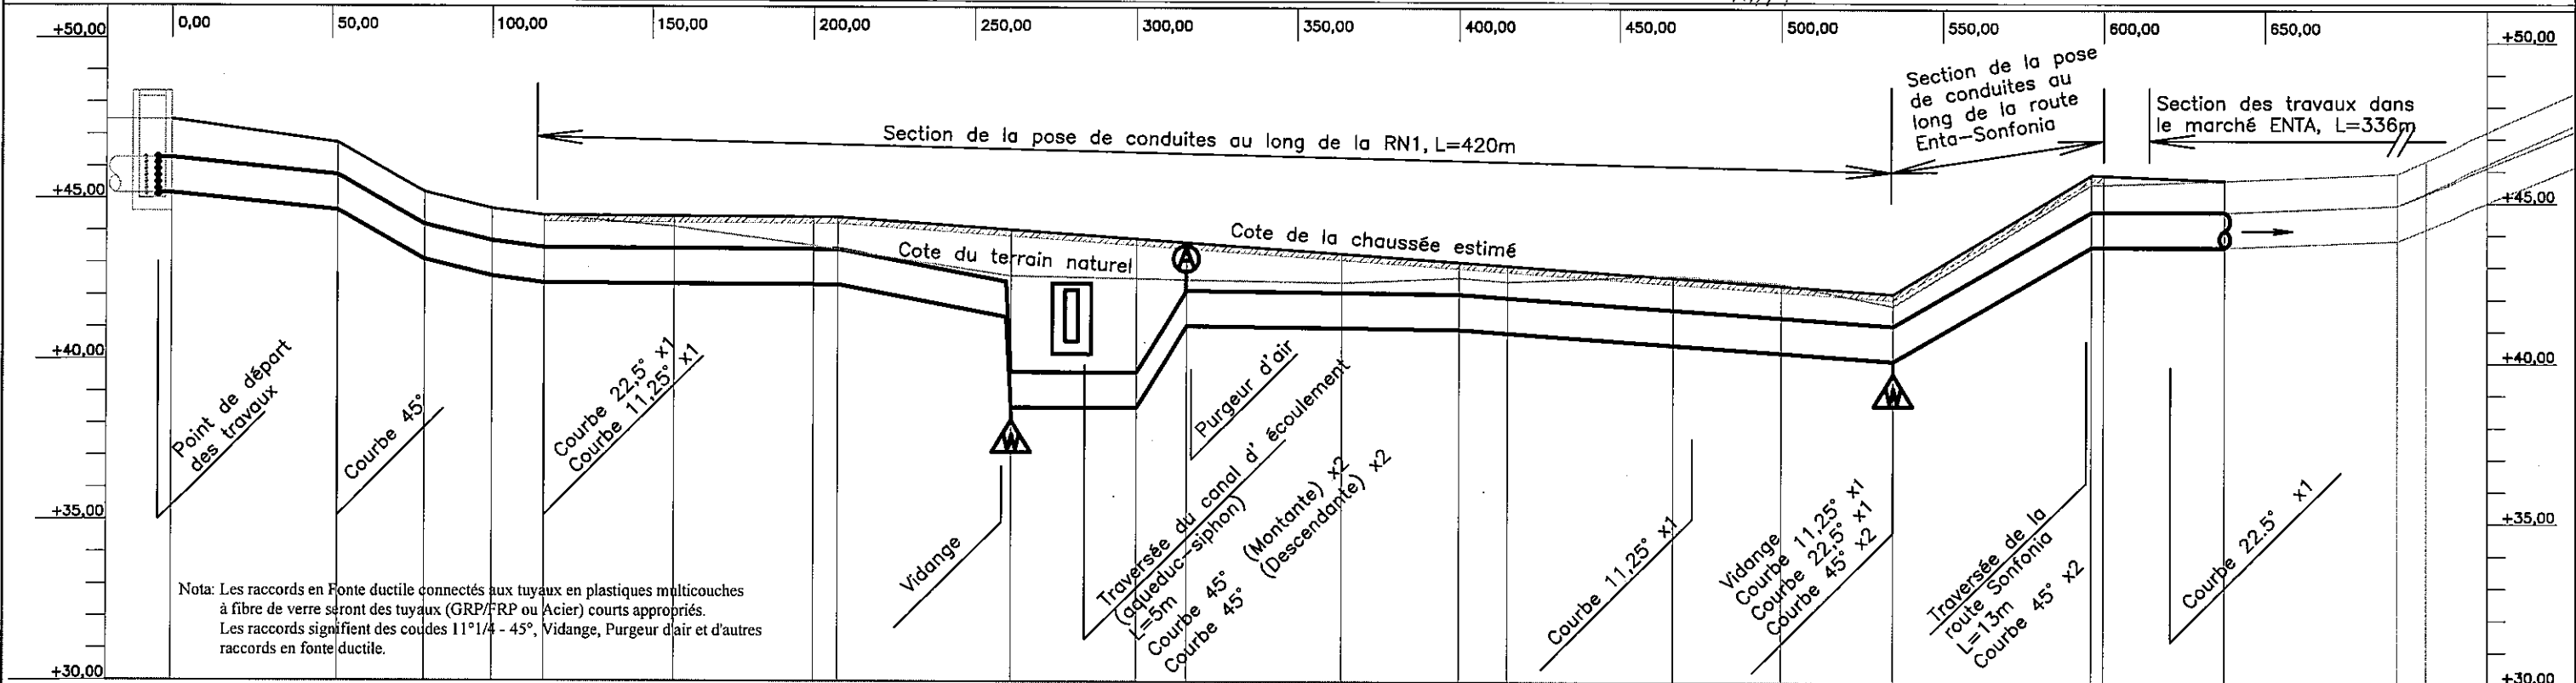 0,00
50,00
100,00
150,00
200,00
250,00
300,00
350,00
400,00
450,00
500,00
550,00
600,00
650,00
+50,00
+50,00
Section de la pose de conduites au long de la RN1, L=420m
Section de la pose
de conduites au
long de la route
Enta-Sonfonia
Section des travaux dans
le marché ENTA, L=336m
+45,00
+45,00
Cote de la chaussée estimé
Cote du terrain naturel
A
+40,00
+40,00
W
W
Point de départ
des travaux
Courbe 45°
Courbe 22,5° x1
Courbe 11,25° x1
Vidange
Traversée du canal d' écoulement
(aqueduc-siphon)
L=5m
Courbe 45° (Montante) x2
Courbe 45° (Descendante) x2
Purgeur d'air
Courbe 11,25° x1
Vidange
Courbe 11,25° x1
Courbe 22,5° x1
Courbe 45° x2
Traversée de la
route Sonfonia
L=13m
Courbe 45° x2
Courbe 22.5° x1
+35,00
+35,00
Nota: Les raccords en Fonte ductile connectés aux tuyaux en plastiques multicouches
à fibre de verre seront des tuyaux (GRP/FRP ou Acier) courts appropriés.
Les raccords signifient des coudes 11°1/4 - 45°, Vidange, Purgeur d'air et d'autres
raccords en fonte ductile.
+30,00
+30,00